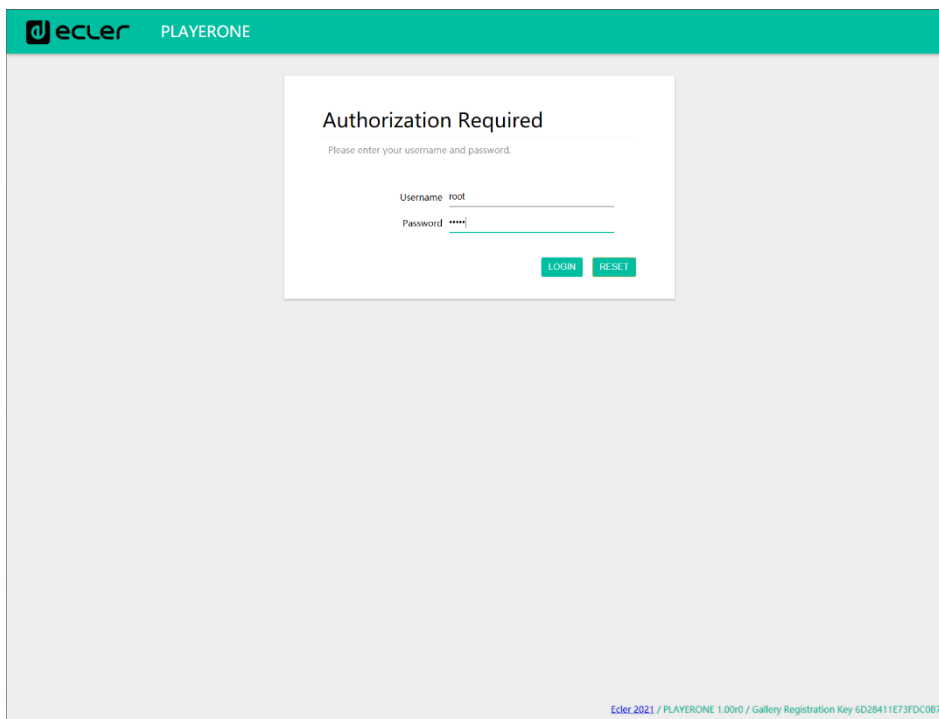 ecler PLAYERONE
Authorization Required
Please enter your username and password.
Username root
Password •••••
LOGIN RESET
Ecler 2021 / PLAYERONE 1.00r0 / Gallery Registration Key 6D28411E73FDC0B7